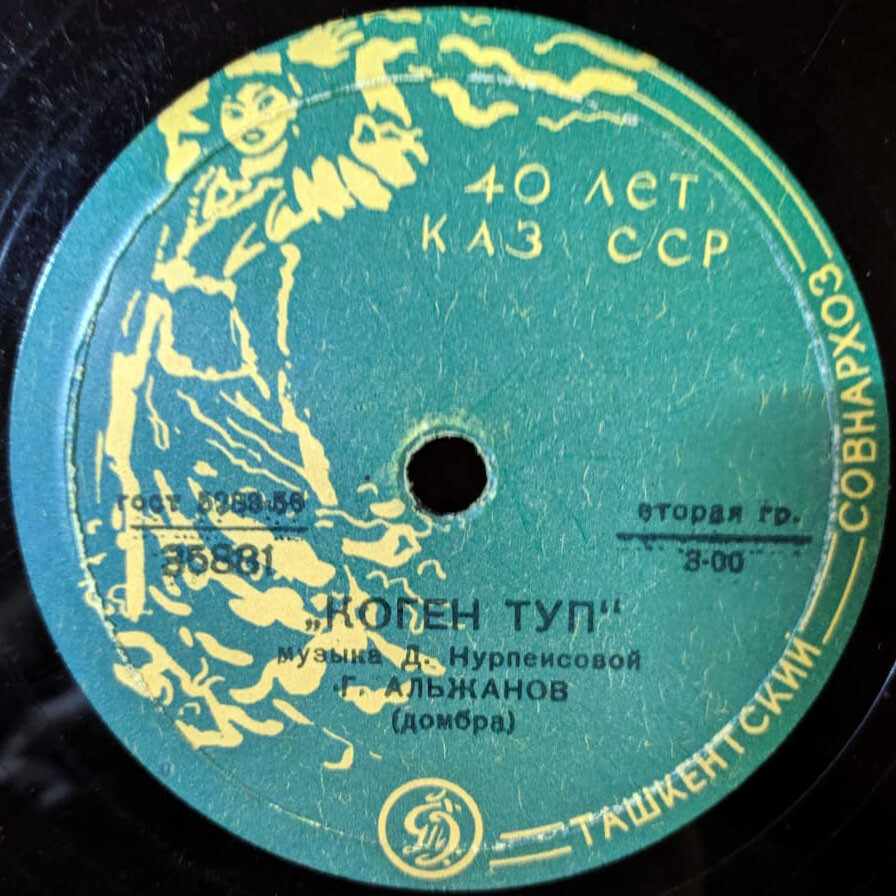 40 лет
КАЗ ССР
ТАШКЕНТСКИЙ СОВНАРХОЗ
гост 5288-56
35881
вторая гр.
3-00
„КОГЕН ТУП“
музыка Д. Нурпеисовой
Г. АЛЬЖАНОВ
(домбра)